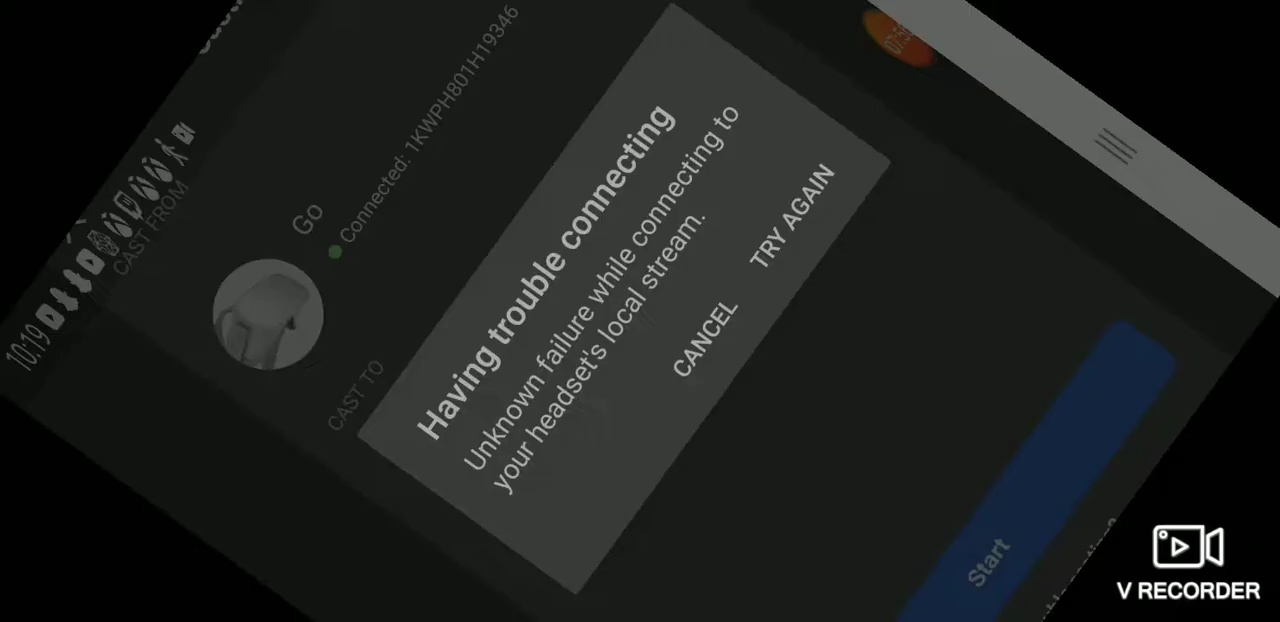 10:19
CAST FROM
Go
Connected: 1KWPH801H19346
CAST TO
Having trouble connecting
Unknown failure while connecting to
your headset's local stream.
CANCEL TRY AGAIN
Start
V RECORDER